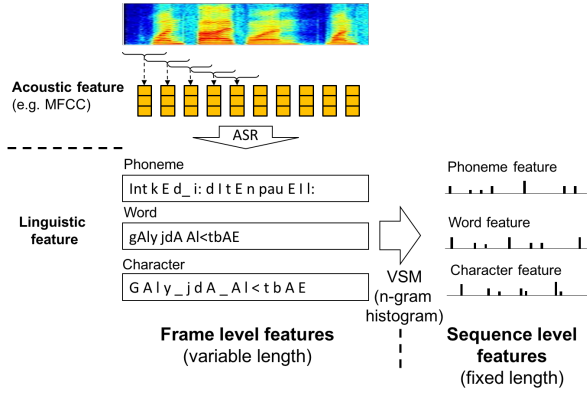 Acoustic feature
(e.g. MFCC)
ASR
Phoneme
Int k E d_ i: d I t E n pau E l l:
Word
gAly jdA Al<tbAE
Character
G A l y _ j d A _ A l < t b A E
Linguistic
feature
VSM
(n-gram
histogram)
Phoneme feature
Word feature
Character feature
Frame level features
(variable length)
Sequence level
features
(fixed length)